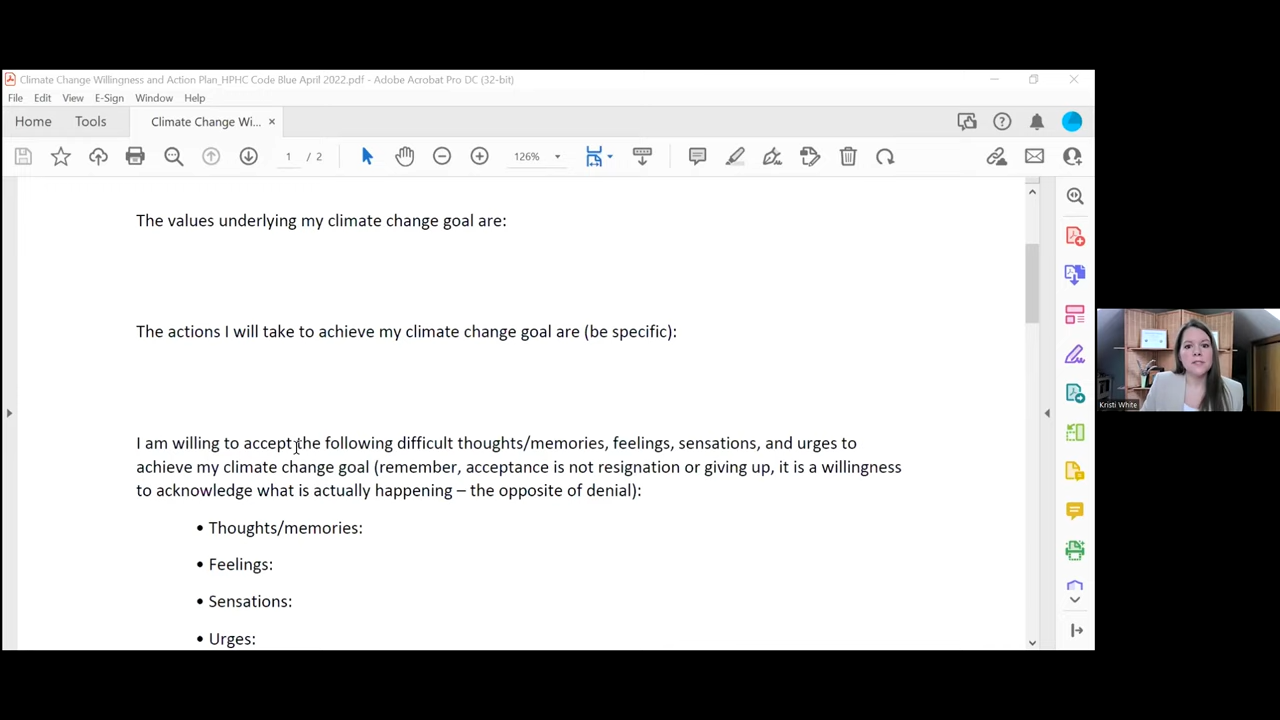 Climate Change Willingness and Action Plan_HPHC Code Blue April 2022.pdf - Adobe Acrobat Pro DC (32-bit)
File Edit View E-Sign Window Help
Home Tools Climate Change Wi... ×
1 / 2 126%
The values underlying my climate change goal are:
The actions I will take to achieve my climate change goal are (be specific):
I am willing to accept the following difficult thoughts/memories, feelings, sensations, and urges to
achieve my climate change goal (remember, acceptance is not resignation or giving up, it is a willingness
to acknowledge what is actually happening – the opposite of denial):
• Thoughts/memories:
• Feelings:
• Sensations:
• Urges:
Kristi White